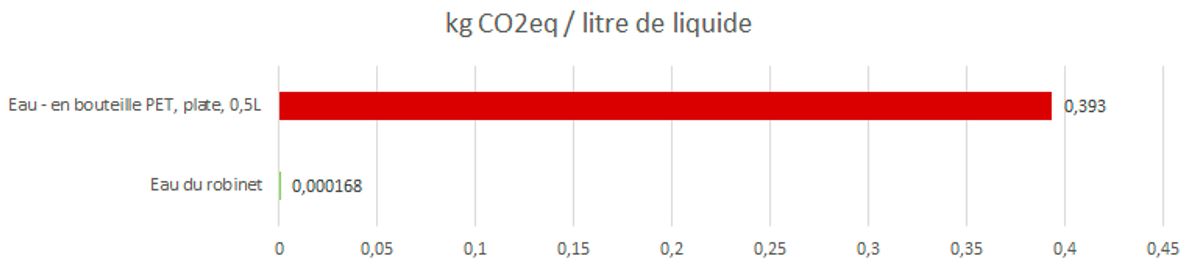 kg CO2eq / litre de liquide
Eau - en bouteille PET, plate, 0,5L
0,393
Eau du robinet
0,000168
0 0,05 0,1 0,15 0,2 0,25 0,3 0,35 0,4 0,45